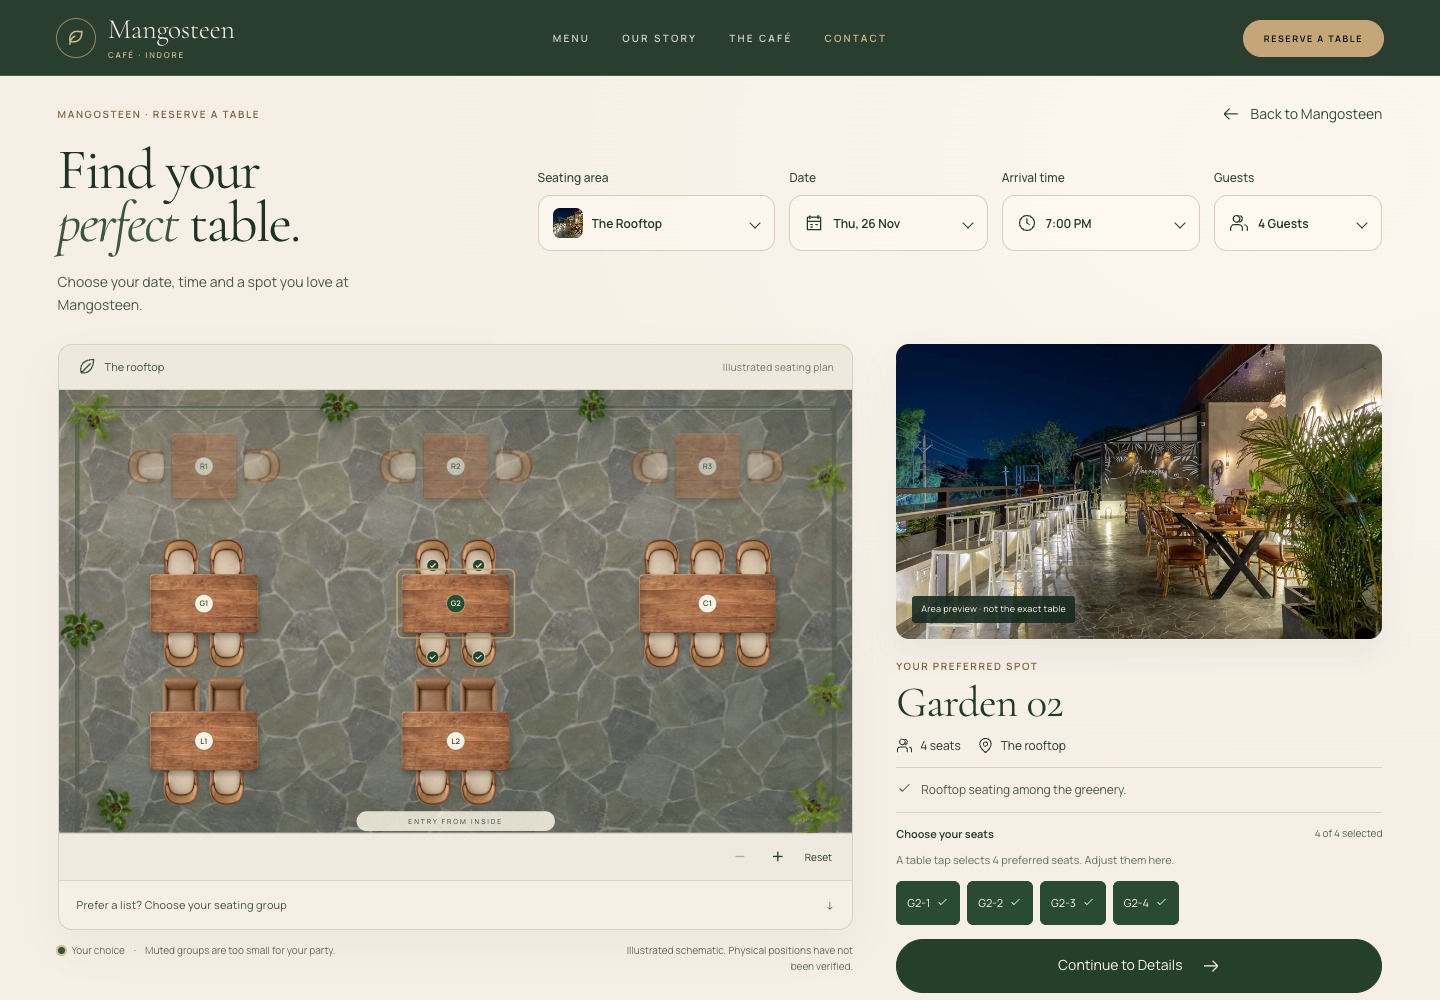 Mangosteen
CAFÉ · INDORE
MENU
OUR STORY
THE CAFÉ
CONTACT
RESERVE A TABLE
MANGOSTEEN · RESERVE A TABLE
Back to Mangosteen
Find your
perfect table.
Choose your date, time and a spot you love at
Mangosteen.
Seating area
Date
Arrival time
Guests
The Rooftop
Thu, 26 Nov
7:00 PM
4 Guests
The rooftop
Illustrated seating plan
R1
R2
R3
G1
G2
C1
L1
L2
ENTRY FROM INSIDE
Reset
Prefer a list? Choose your seating group
Your choice · Muted groups are too small for your party.
Illustrated schematic. Physical positions have not
been verified.
Area preview · not the exact table
YOUR PREFERRED SPOT
Garden 02
4 seats
The rooftop
Rooftop seating among the greenery.
Choose your seats
4 of 4 selected
A table tap selects 4 preferred seats. Adjust them here.
G2-1
G2-2
G2-3
G2-4
Continue to Details